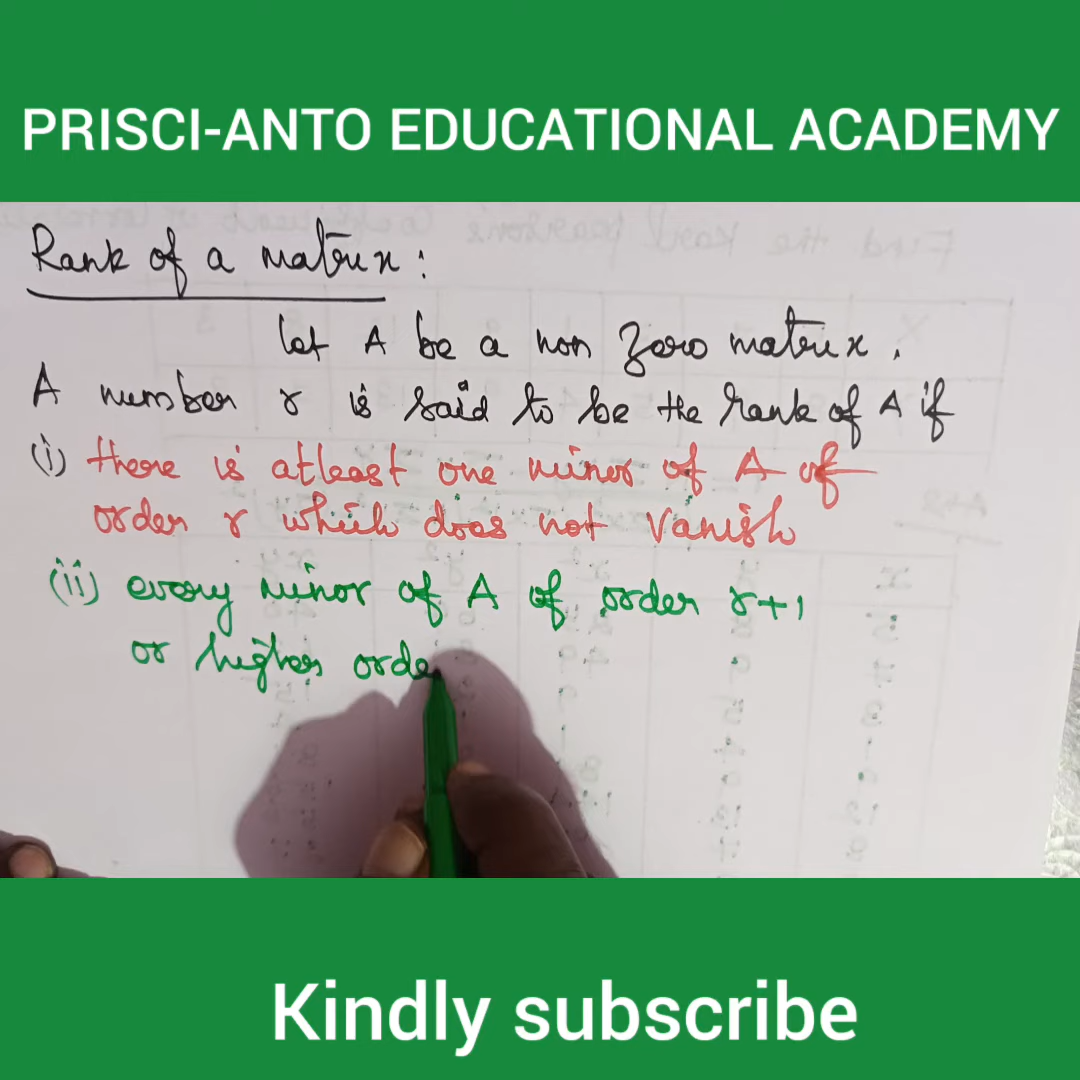 PRISCI-ANTO EDUCATIONAL ACADEMY
Rank of a matrix:
let A be a non zero matrix.
A number r is said to be the rank of A if
(i) there is atleast one minor of A of
order r which does not vanish
(ii) every minor of A of order r+1
or higher orde
Kindly subscribe